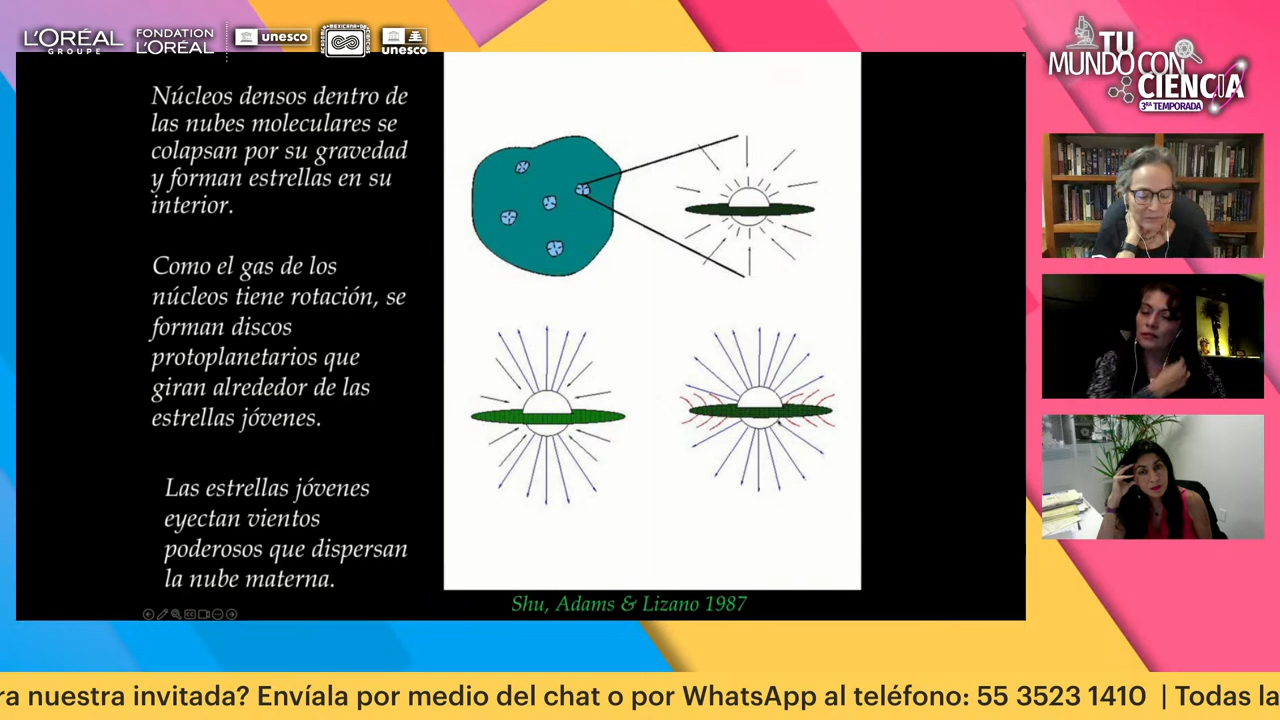 L'ORÉAL
GROUPE
FONDATION
L'ORÉAL
unesco
ACADEMIA MEXICANA DE CIENCIAS
unesco
TU
MUNDO CON
CIENCIA
3RA TEMPORADA
Núcleos densos dentro de
las nubes moleculares se
colapsan por su gravedad
y forman estrellas en su
interior.
Como el gas de los
núcleos tiene rotación, se
forman discos
protoplanetarios que
giran alrededor de las
estrellas jóvenes.
Las estrellas jóvenes
eyectan vientos
poderosos que dispersan
la nube materna.
Shu, Adams & Lizano 1987
ra nuestra invitada? Envíala por medio del chat o por WhatsApp al teléfono: 55 3523 1410 | Todas la